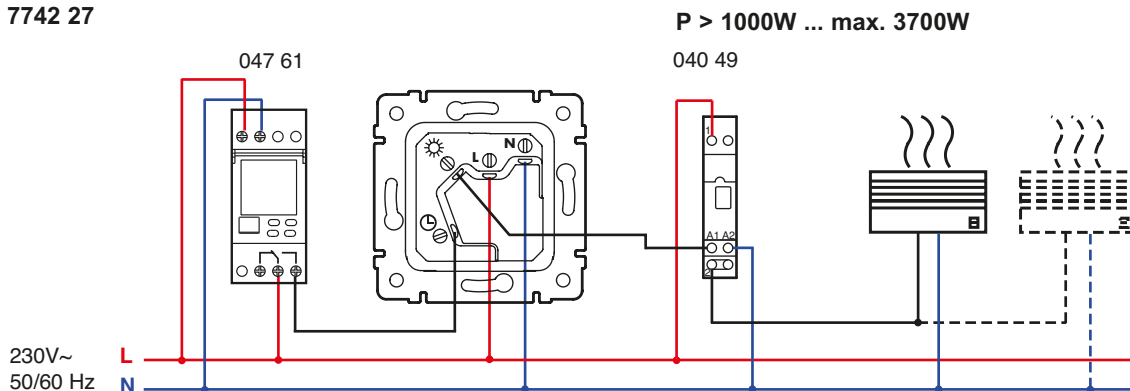 7742 27
P > 1000W ... max. 3700W
047 61
040 49
N
L
1
A1 A2
2
230V~ L
50/60 Hz N